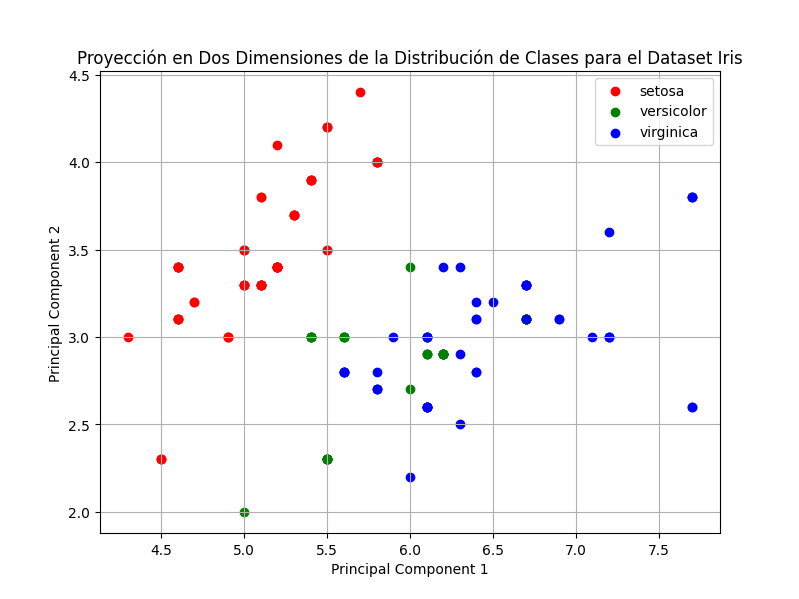 Proyección en Dos Dimensiones de la Distribución de Clases para el Dataset Iris
setosa
versicolor
virginica
Principal Component 2
4.5
4.0
3.5
3.0
2.5
2.0
4.5 5.0 5.5 6.0 6.5 7.0 7.5
Principal Component 1